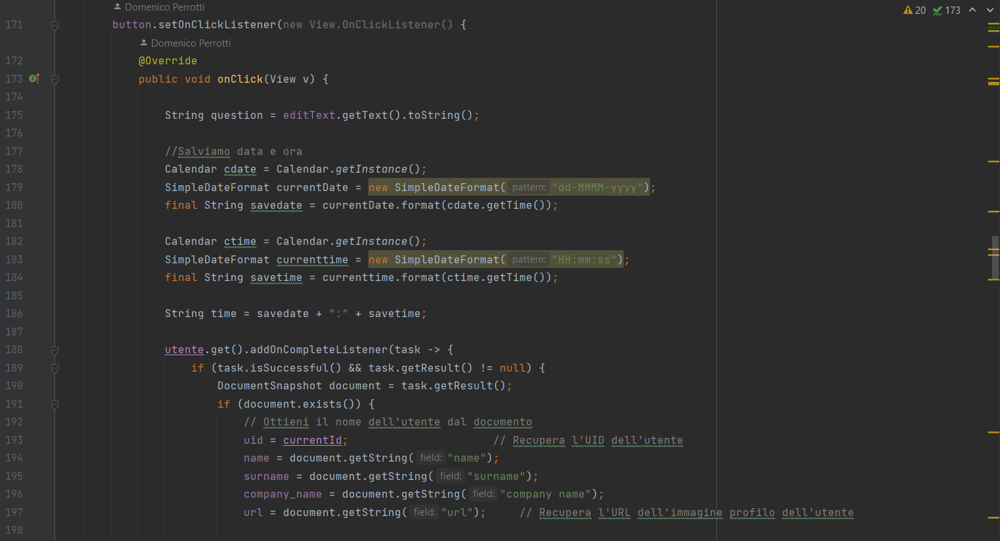 Domenico Perrotti
20 173
171 button.setOnClickListener(new View.OnClickListener() {
Domenico Perrotti
172 @Override
173 public void onClick(View v) {
174
175 String question = editText.getText().toString();
176
177 //Salviamo data e ora
178 Calendar cdate = Calendar.getInstance();
179 SimpleDateFormat currentDate = new SimpleDateFormat( pattern: "dd-MMMM-yyyy");
180 final String savedate = currentDate.format(cdate.getTime());
181
182 Calendar ctime = Calendar.getInstance();
183 SimpleDateFormat currenttime = new SimpleDateFormat( pattern: "HH:mm:ss");
184 final String savetime = currenttime.format(ctime.getTime());
185
186 String time = savedate + ":" + savetime;
187
188 utente.get().addOnCompleteListener(task -> {
189 if (task.isSuccessful() && task.getResult() != null) {
190 DocumentSnapshot document = task.getResult();
191 if (document.exists()) {
192 // Ottieni il nome dell'utente dal documento
193 uid = currentId; // Recupera l'UID dell'utente
194 name = document.getString( field: "name");
195 surname = document.getString( field: "surname");
196 company_name = document.getString( field: "company name");
197 url = document.getString( field: "url"); // Recupera l'URL dell'immagine profilo dell'utente
198